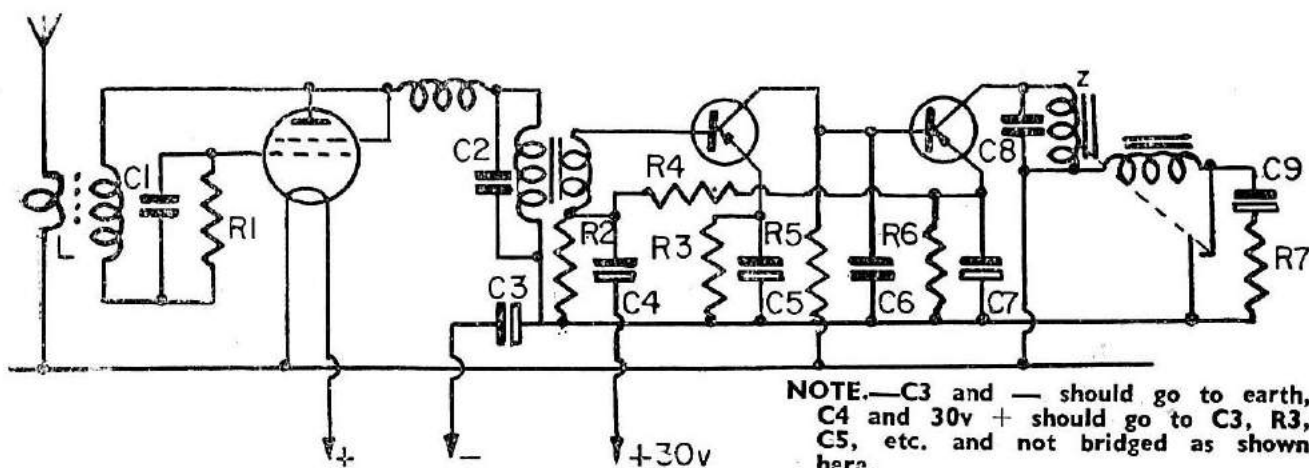 Z
C1
C2
C8
C9
R4
L
R1
R2
R3
R5
R6
R7
C3
C4
C5
C6
C7
NOTE.—C3 and — should go to earth,
C4 and 30v + should go to C3, R3,
C5, etc. and not bridged as shown
+
−
+30v